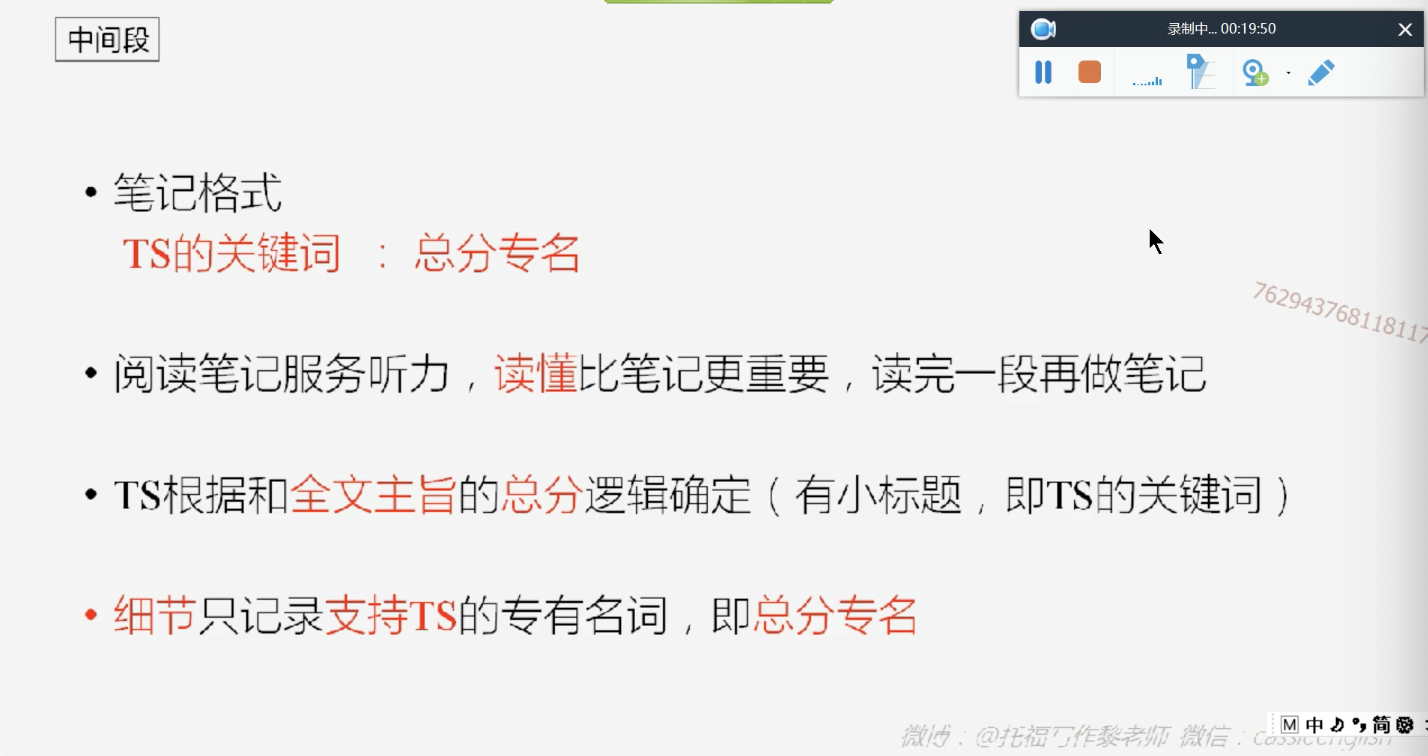 中间段
录制中... 00:19:50
笔记格式
TS的关键词 : 总分专名
762943768118117
阅读笔记服务听力，读懂比笔记更重要，读完一段再做笔记
TS根据和全文主旨的总分逻辑确定（有小标题，即TS的关键词）
细节只记录支持TS的专有名词，即总分专名
M 中 简
微博：@托福写作黎老师 微信：